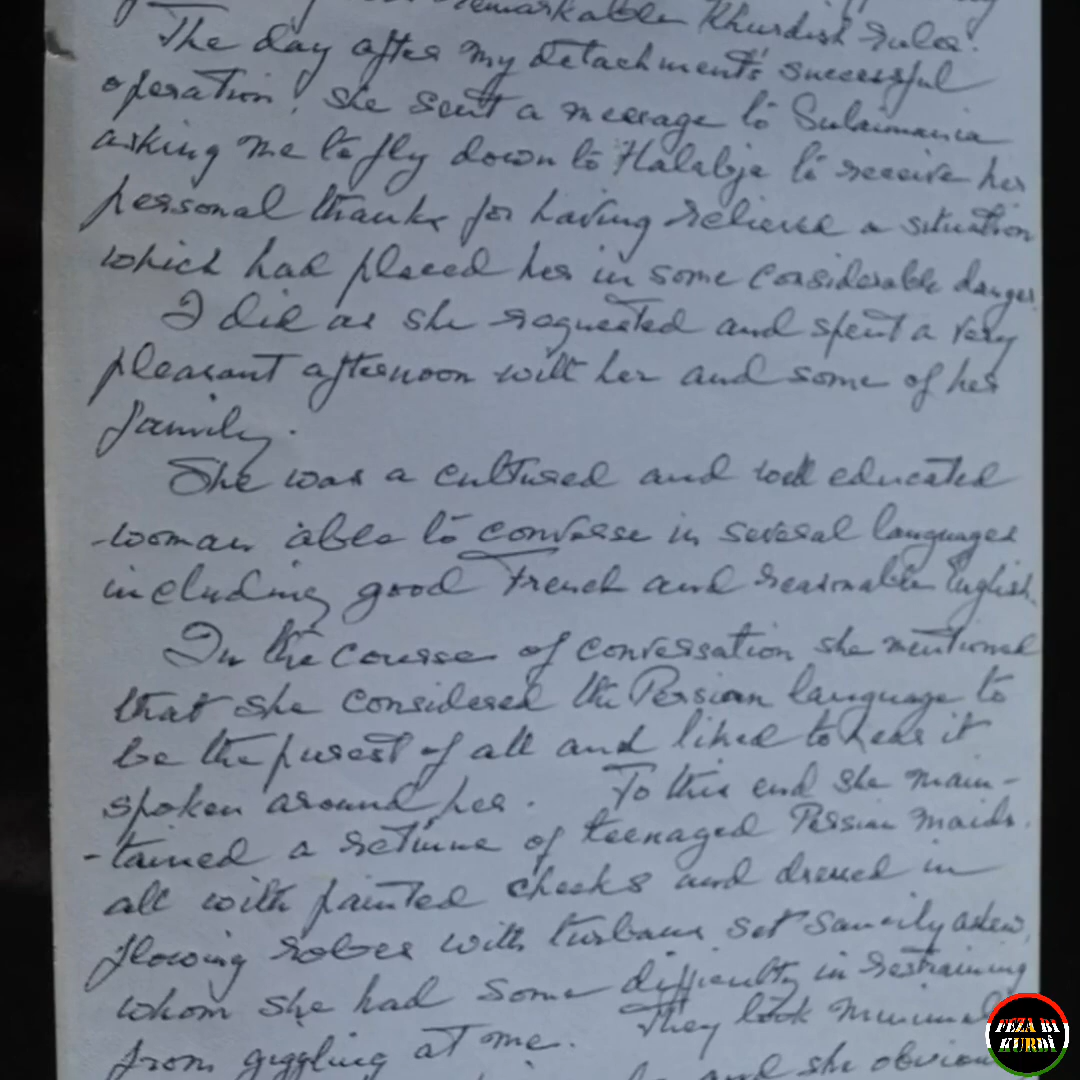 remarkable Khurdish ruler.
The day after my detachment's successful
operation, she sent a message to Sulaimania
asking me to fly down to Halabja to receive her
personal thanks for having relieved a situation
which had placed her in some considerable danger.
I did as she requested and spent a very
pleasant afternoon with her and some of her
family.
She was a cultured and well educated
woman able to converse in several languages
including good French and reasonable English.
In the course of conversation she mentioned
that she considered the Persian language to
be the purest of all and liked to hear it
spoken around her. To this end she main-
-tained a retinue of teenaged Persian maids.
all with painted cheeks and dressed in
flowing robes with turbans set saucily askew,
whom she had some difficulty in restraining
from giggling at me. They took
and she
FEZA BI
KURDÎ